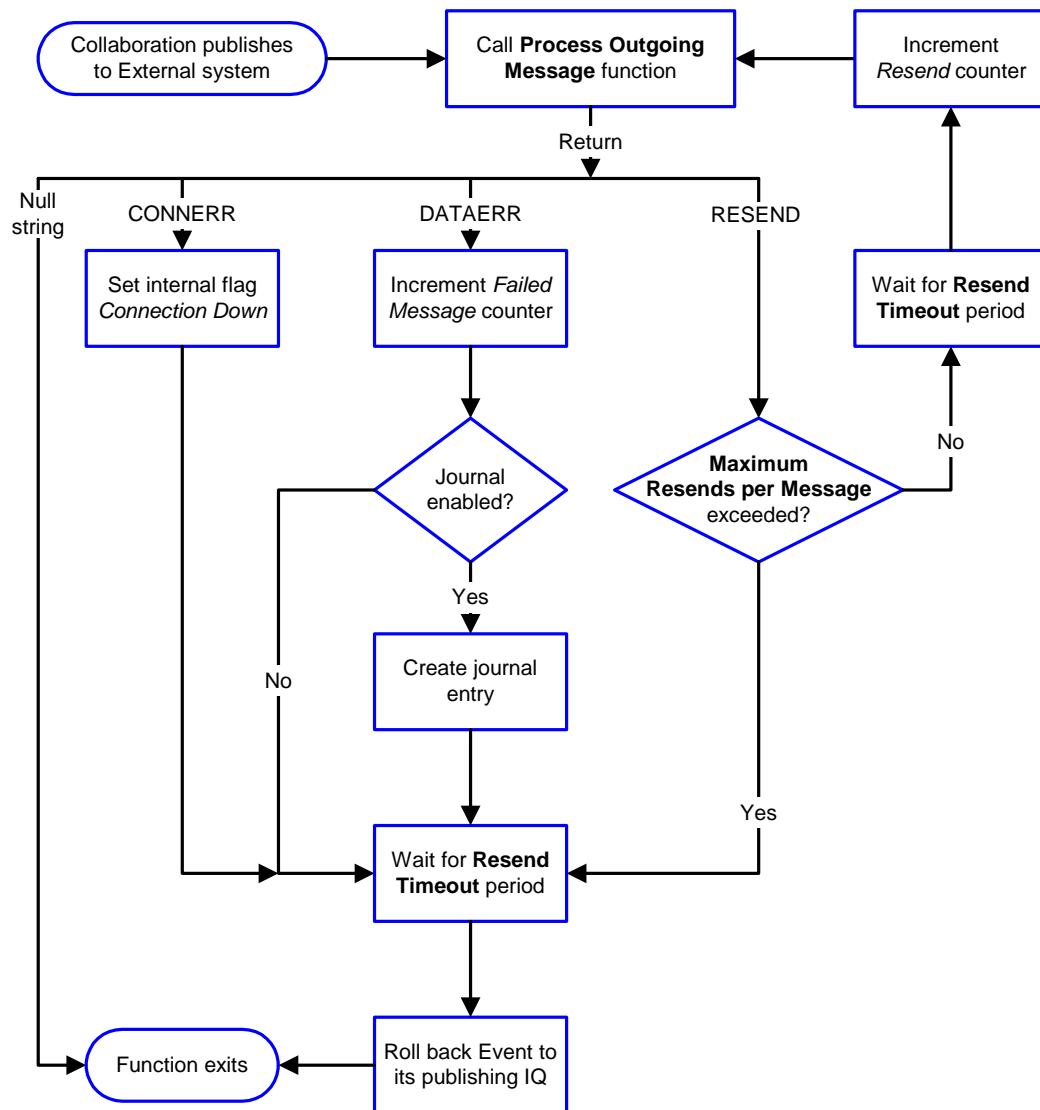 Collaboration publishes
to External system
Call Process Outgoing
Message function
Increment
Resend counter
Return
Null
string
CONNERR
DATAERR
RESEND
Set internal flag
Connection Down
Increment Failed
Message counter
Wait for Resend
Timeout period
No
Journal
enabled?
Maximum
Resends per Message
exceeded?
Yes
No
Create journal
entry
Yes
Wait for Resend
Timeout period
Function exits
Roll back Event to
its publishing IQ